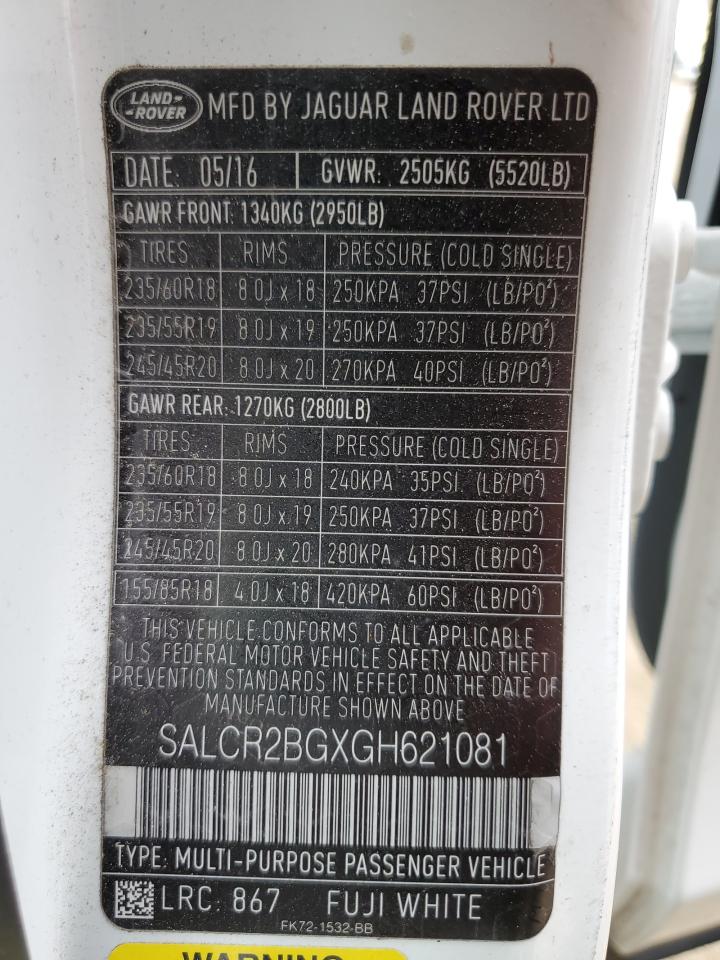 LAND- -ROVER MFD BY JAGUAR LAND ROVER LTD
DATE: 05/16 GVWR: 2505KG (5520LB)
GAWR FRONT: 1340KG (2950LB)
TIRES RIMS PRESSURE (COLD SINGLE)
235/60R18 8.0J x 18 250KPA 37PSI (LB/PO²)
235/55R19 8.0J x 19 250KPA 37PSI (LB/PO²)
245/45R20 8.0J x 20 270KPA 40PSI (LB/PO²)
GAWR REAR: 1270KG (2800LB)
TIRES RIMS PRESSURE (COLD SINGLE)
235/60R18 8.0J x 18 240KPA 35PSI (LB/PO²)
235/55R19 8.0J x 19 250KPA 37PSI (LB/PO²)
245/45R20 8.0J x 20 280KPA 41PSI (LB/PO²)
155/85R18 4.0J x 18 420KPA 60PSI (LB/PO²)
THIS VEHICLE CONFORMS TO ALL APPLICABLE
U.S. FEDERAL MOTOR VEHICLE SAFETY AND THEFT
PREVENTION STANDARDS IN EFFECT ON THE DATE OF
MANUFACTURE SHOWN ABOVE
SALCR2BGXGH621081
TYPE: MULTI-PURPOSE PASSENGER VEHICLE
LRC: 867 FUJI WHITE
FK72-1532-BB
WARNING